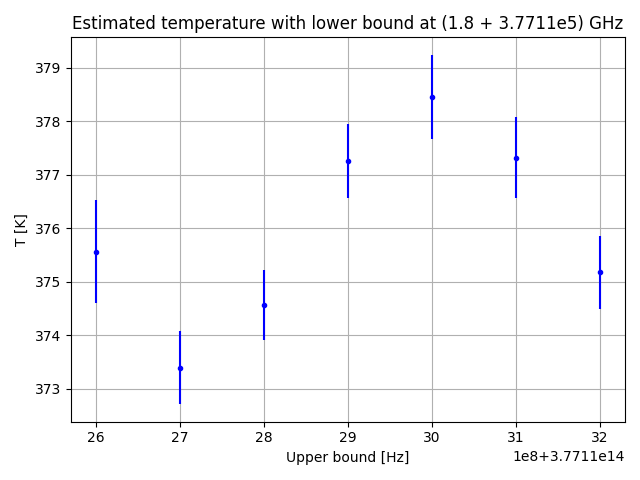 Estimated temperature with lower bound at (1.8 + 3.7711e5) GHz
379
378
377
376
375
374
373
T [K]
26 27 28 29 30 31 32
Upper bound [Hz]
1e8+3.7711e14